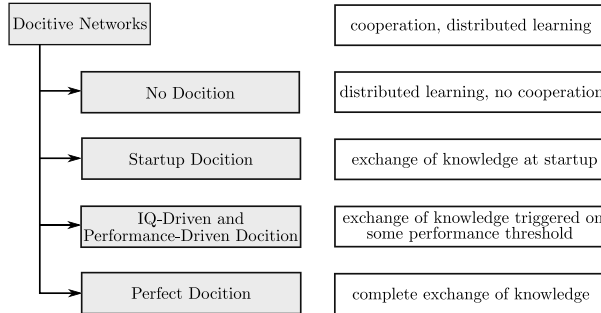 Docitive Networks
cooperation, distributed learning
No Docition
distributed learning, no cooperation
Startup Docition
exchange of knowledge at startup
IQ-Driven and
Performance-Driven Docition
exchange of knowledge triggered on
some performance threshold
Perfect Docition
complete exchange of knowledge